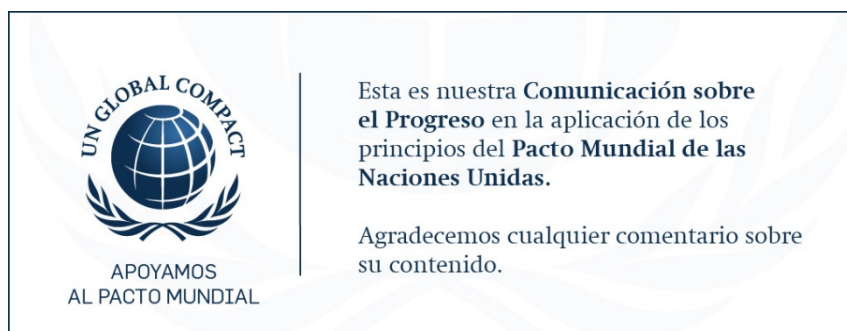 UN GLOBAL COMPACT
APOYAMOS
AL PACTO MUNDIAL
Esta es nuestra Comunicación sobre
el Progreso en la aplicación de los
principios del Pacto Mundial de las
Naciones Unidas.
Agradecemos cualquier comentario sobre
su contenido.